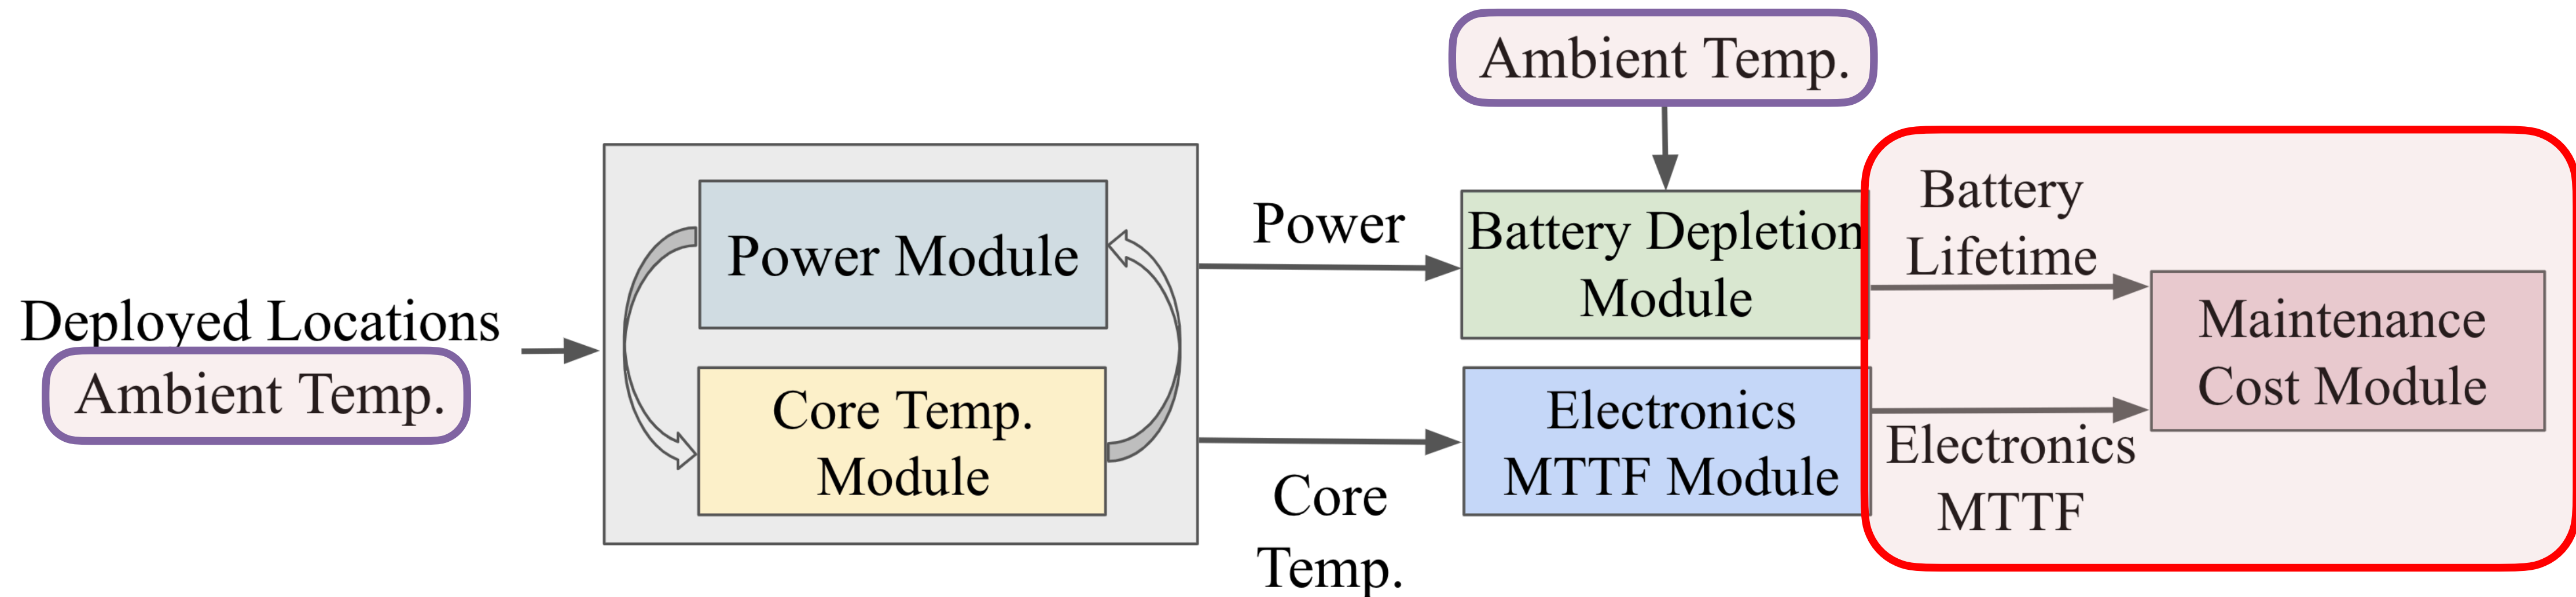 Deployed Locations
Ambient Temp.
Power Module
Core Temp.
Module
Power
Core
Temp.
Ambient Temp.
Battery Depletion
Module
Electronics
MTTF Module
Battery
Lifetime
Electronics
MTTF
Maintenance
Cost Module